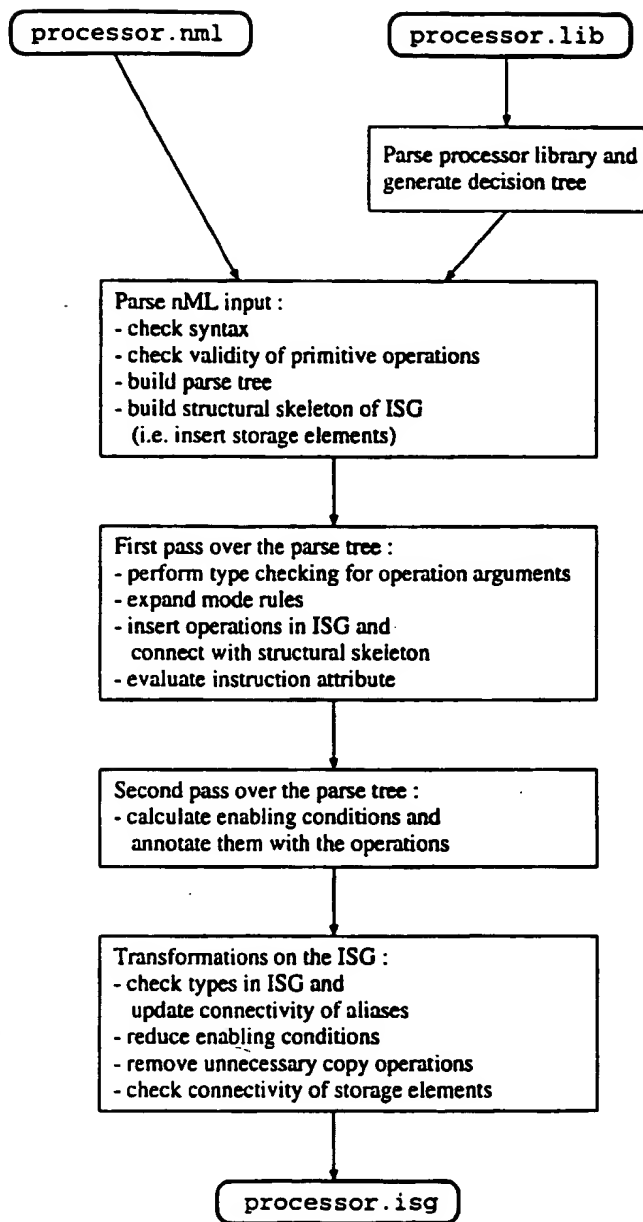 processor.nml
processor.lib
Parse processor library and
generate decision tree
Parse nML input :
- check syntax
- check validity of primitive operations
- build parse tree
- build structural skeleton of ISG
(i.e. insert storage elements)
First pass over the parse tree :
- perform type checking for operation arguments
- expand mode rules
- insert operations in ISG and
connect with structural skeleton
- evaluate instruction attribute
Second pass over the parse tree :
- calculate enabling conditions and
annotate them with the operations
Transformations on the ISG :
- check types in ISG and
update connectivity of aliases
- reduce enabling conditions
- remove unnecessary copy operations
- check connectivity of storage elements
processor.isg